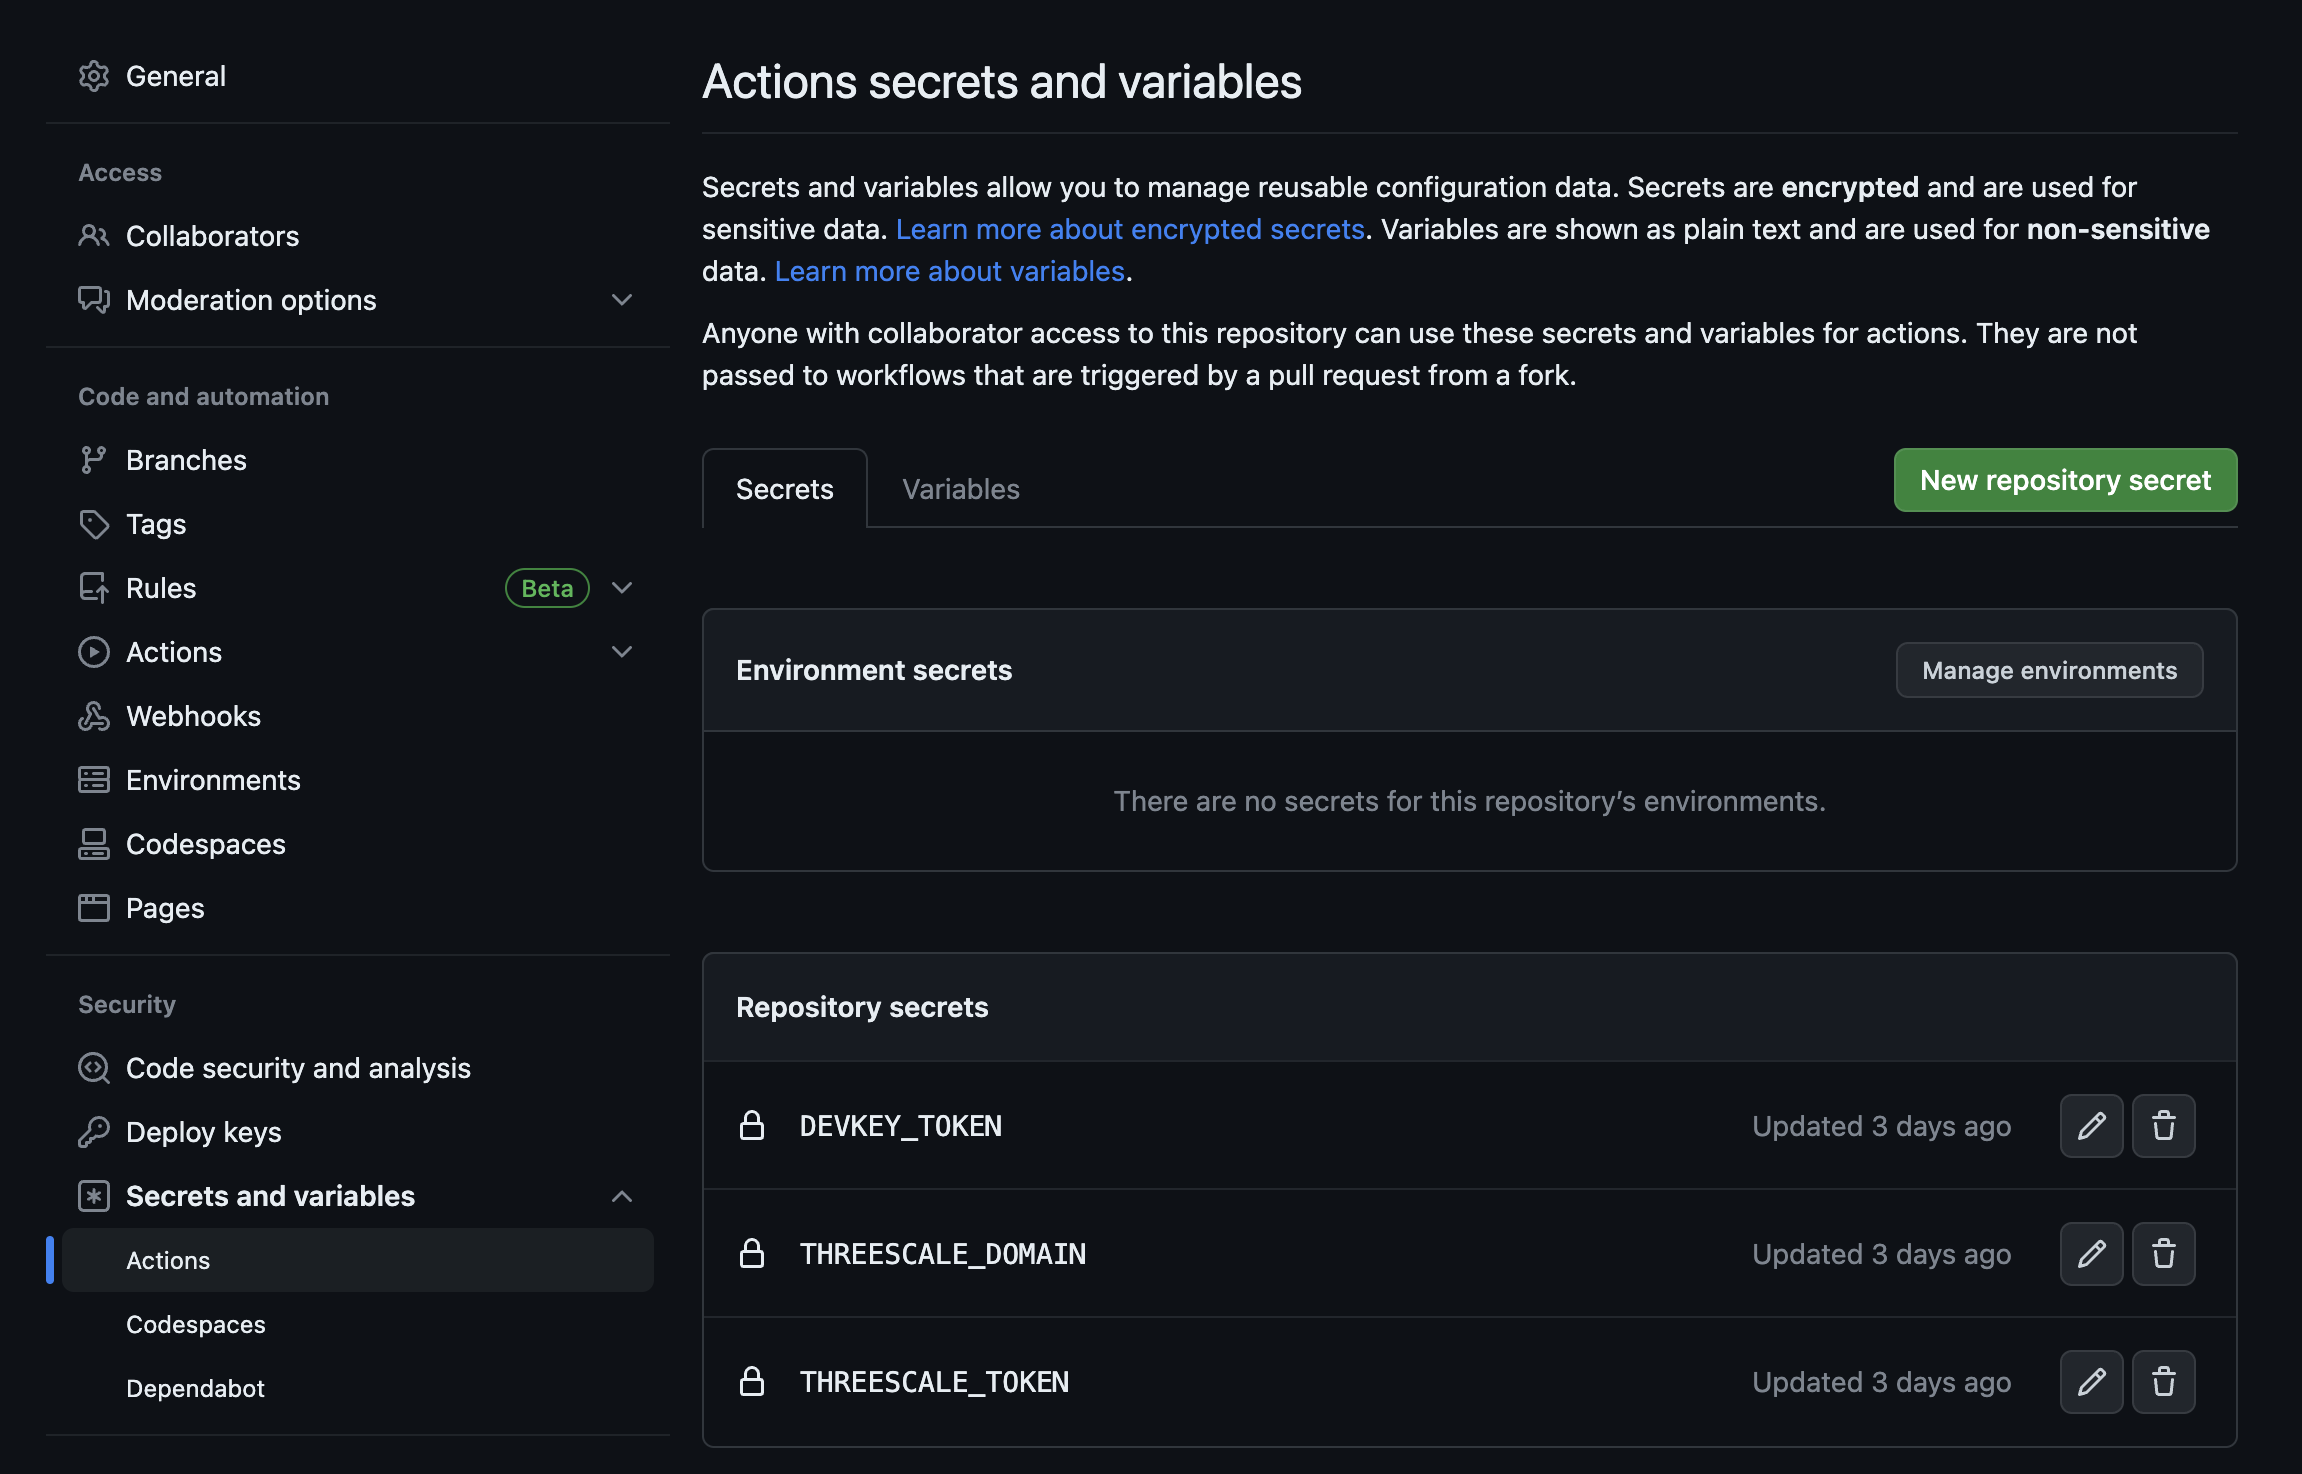 General
Access
Collaborators
Moderation options
Code and automation
Branches
Tags
Rules Beta
Actions
Webhooks
Environments
Codespaces
Pages
Security
Code security and analysis
Deploy keys
Secrets and variables
Actions
Codespaces
Dependabot
Actions secrets and variables
Secrets and variables allow you to manage reusable configuration data. Secrets are encrypted and are used for
sensitive data. Learn more about encrypted secrets. Variables are shown as plain text and are used for non-sensitive
data. Learn more about variables.
Anyone with collaborator access to this repository can use these secrets and variables for actions. They are not
passed to workflows that are triggered by a pull request from a fork.
Secrets Variables New repository secret
Environment secrets Manage environments
There are no secrets for this repository’s environments.
Repository secrets
DEVKEY_TOKEN Updated 3 days ago
THREESCALE_DOMAIN Updated 3 days ago
THREESCALE_TOKEN Updated 3 days ago